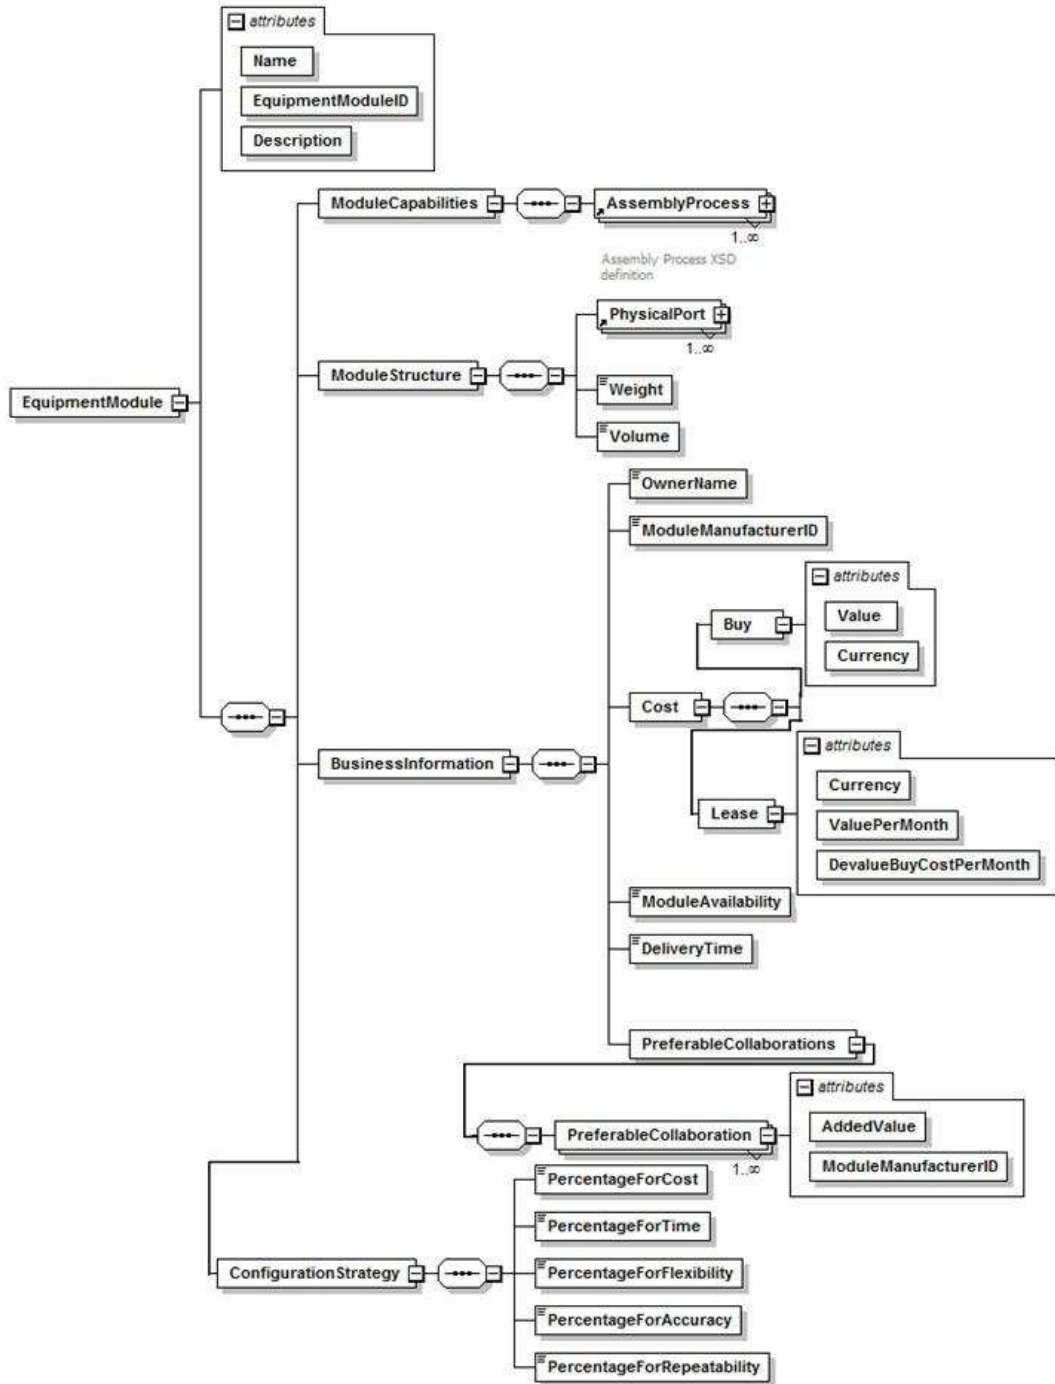 attributes
Name
EquipmentModuleID
Description
ModuleCapabilities
AssemblyProcess
1..∞
Assembly Process XSD
definition
PhysicalPort
1..∞
ModuleStructure
Weight
EquipmentModule
Volume
OwnerName
ModuleManufacturerID
attributes
Buy
Value
Currency
Cost
attributes
BusinessInformation
Currency
Lease
ValuePerMonth
DevalueBuyCostPerMonth
ModuleAvailability
DeliveryTime
PreferableCollaborations
attributes
AddedValue
PreferableCollaboration
1..∞
ModuleManufacturerID
PercentageForCost
PercentageForTime
ConfigurationStrategy
PercentageForFlexibility
PercentageForAccuracy
PercentageForRepeatability